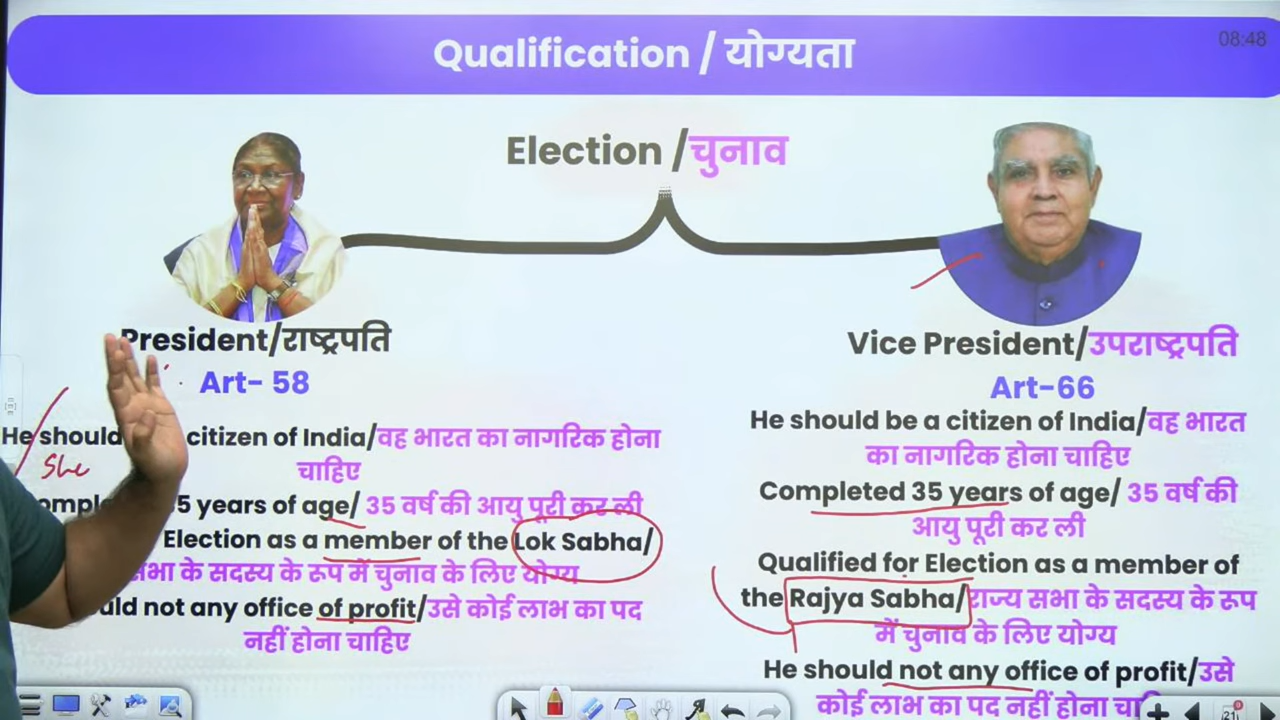 Qualification / योग्यता
08:48
Election /चुनाव
President/राष्ट्रपति
Art- 58
He should citizen of India/वह भारत का नागरिक होना
चाहिए
She
5 years of age/ 35 वर्ष की आयु पूरी कर ली
Election as a member of the Lok Sabha/
सभा के सदस्य के रूप में चुनाव के लिए योग्य
uld not any office of profit/उसे कोई लाभ का पद
नहीं होना चाहिए
Vice President/उपराष्ट्रपति
Art-66
He should be a citizen of India/वह भारत
का नागरिक होना चाहिए
Completed 35 years of age/ 35 वर्ष की
आयु पूरी कर ली
Qualified for Election as a member of
the Rajya Sabha/राज्य सभा के सदस्य के रूप
में चुनाव के लिए योग्य
He should not any office of profit/उसे
कोई लाभ का पद नहीं होना
21